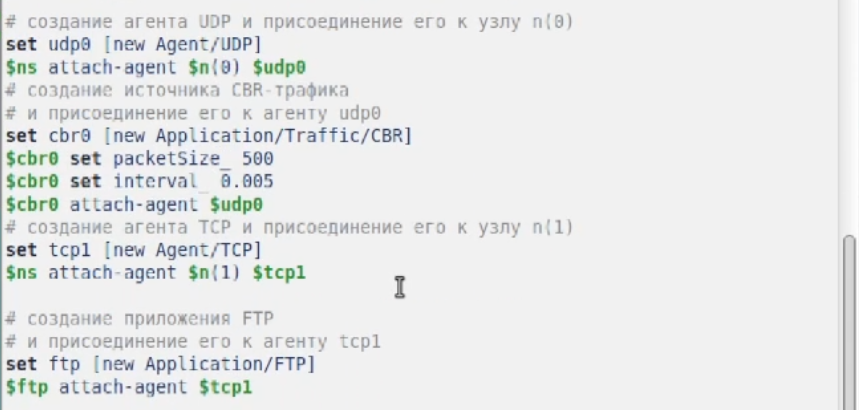 # создание агента UDP и присоединение его к узлу n(0)
set udp0 [new Agent/UDP]
$ns attach-agent $n(0) $udp0
# создание источника CBR-трафика
# и присоединение его к агенту udp0
set cbr0 [new Application/Traffic/CBR]
$cbr0 set packetSize_ 500
$cbr0 set interval_ 0.005
$cbr0 attach-agent $udp0
# создание агента TCP и присоединение его к узлу n(1)
set tcp1 [new Agent/TCP]
$ns attach-agent $n(1) $tcp1
# создание приложения FTP
# и присоединение его к агенту tcp1
set ftp [new Application/FTP]
$ftp attach-agent $tcp1